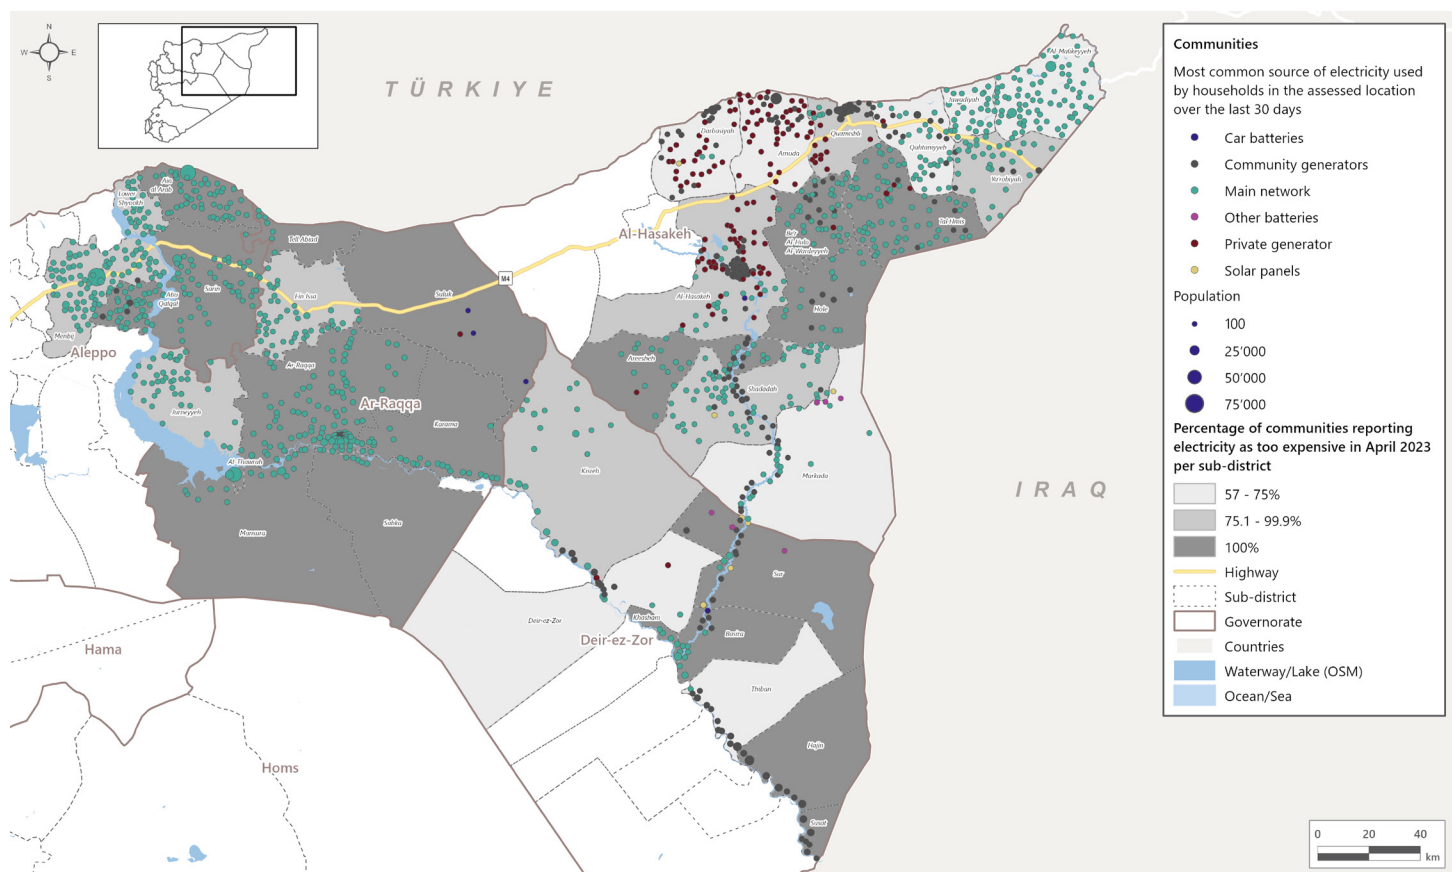 N
W
E
S
TÜRKIYE
IRAQ
Al-Malikeyyeh
Jawadiyah
Quamishli
Qahtaniyyeh
Ya'robiyah
Darbasiyah
Amuda
Tal Hmis
Be'r
Al-Hulo
Al-Wardeyyeh
Al-Hasakeh
Al-Hasakeh
Hole
Areesheh
Shadadah
Markada
Lower
Shyookh
Ain
al Arab
Tell Abiad
Suluk
M4
Sarin
Ein Issa
Abu
Qalqal
Menbij
Aleppo
Jurneyyeh
Ar-Raqqa
Ar-Raqqa
Karama
Al-Thawrah
Mansura
Sabka
Kisreh
Sur
Deir-ez-Zor
Khasham
Deir-ez-Zor
Basira
Thiban
Hajin
Susat
Hama
Homs
Communities
Most common source of electricity used
by households in the assessed location
over the last 30 days
Car batteries
Community generators
Main network
Other batteries
Private generator
Solar panels
Population
100
25'000
50'000
75'000
Percentage of communities reporting
electricity as too expensive in April 2023
per sub-district
57 - 75%
75.1 - 99.9%
100%
Highway
Sub-district
Governorate
Countries
Waterway/Lake (OSM)
Ocean/Sea
0 20 40
km